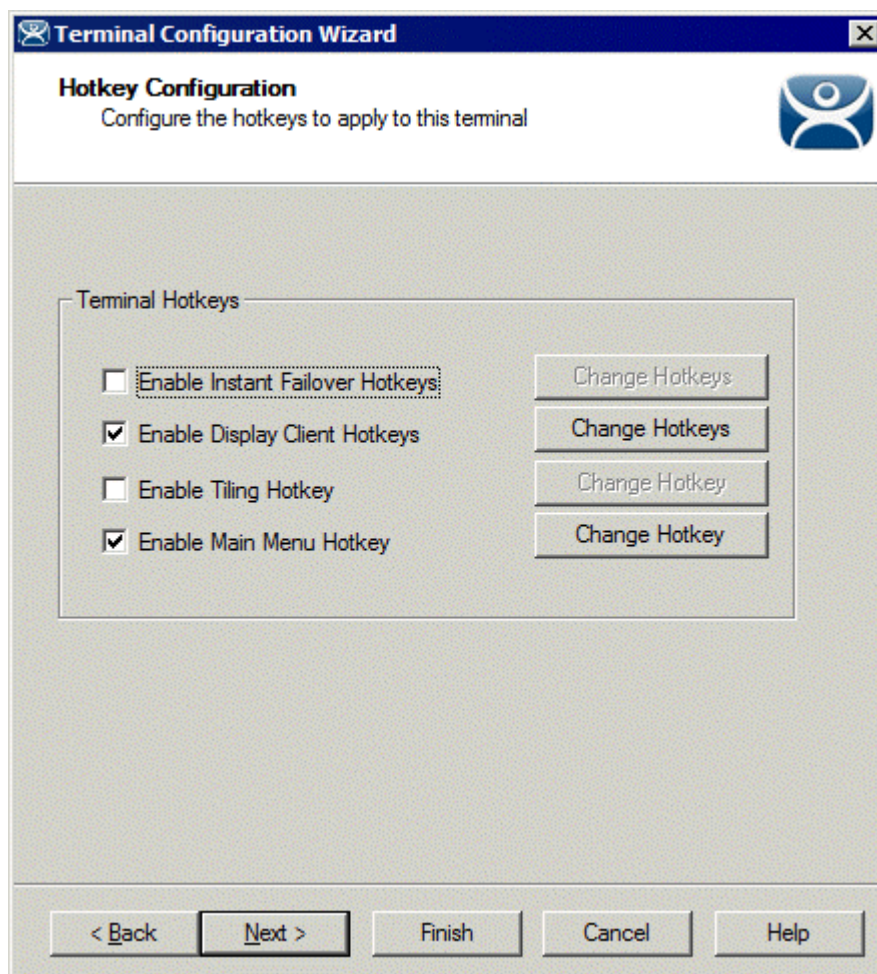 Terminal Configuration Wizard
Hotkey Configuration
Configure the hotkeys to apply to this terminal
Terminal Hotkeys
Enable Instant Failover Hotkeys Change Hotkeys
Enable Display Client Hotkeys Change Hotkeys
Enable Tiling Hotkey Change Hotkey
Enable Main Menu Hotkey Change Hotkey
< Back Next > Finish Cancel Help